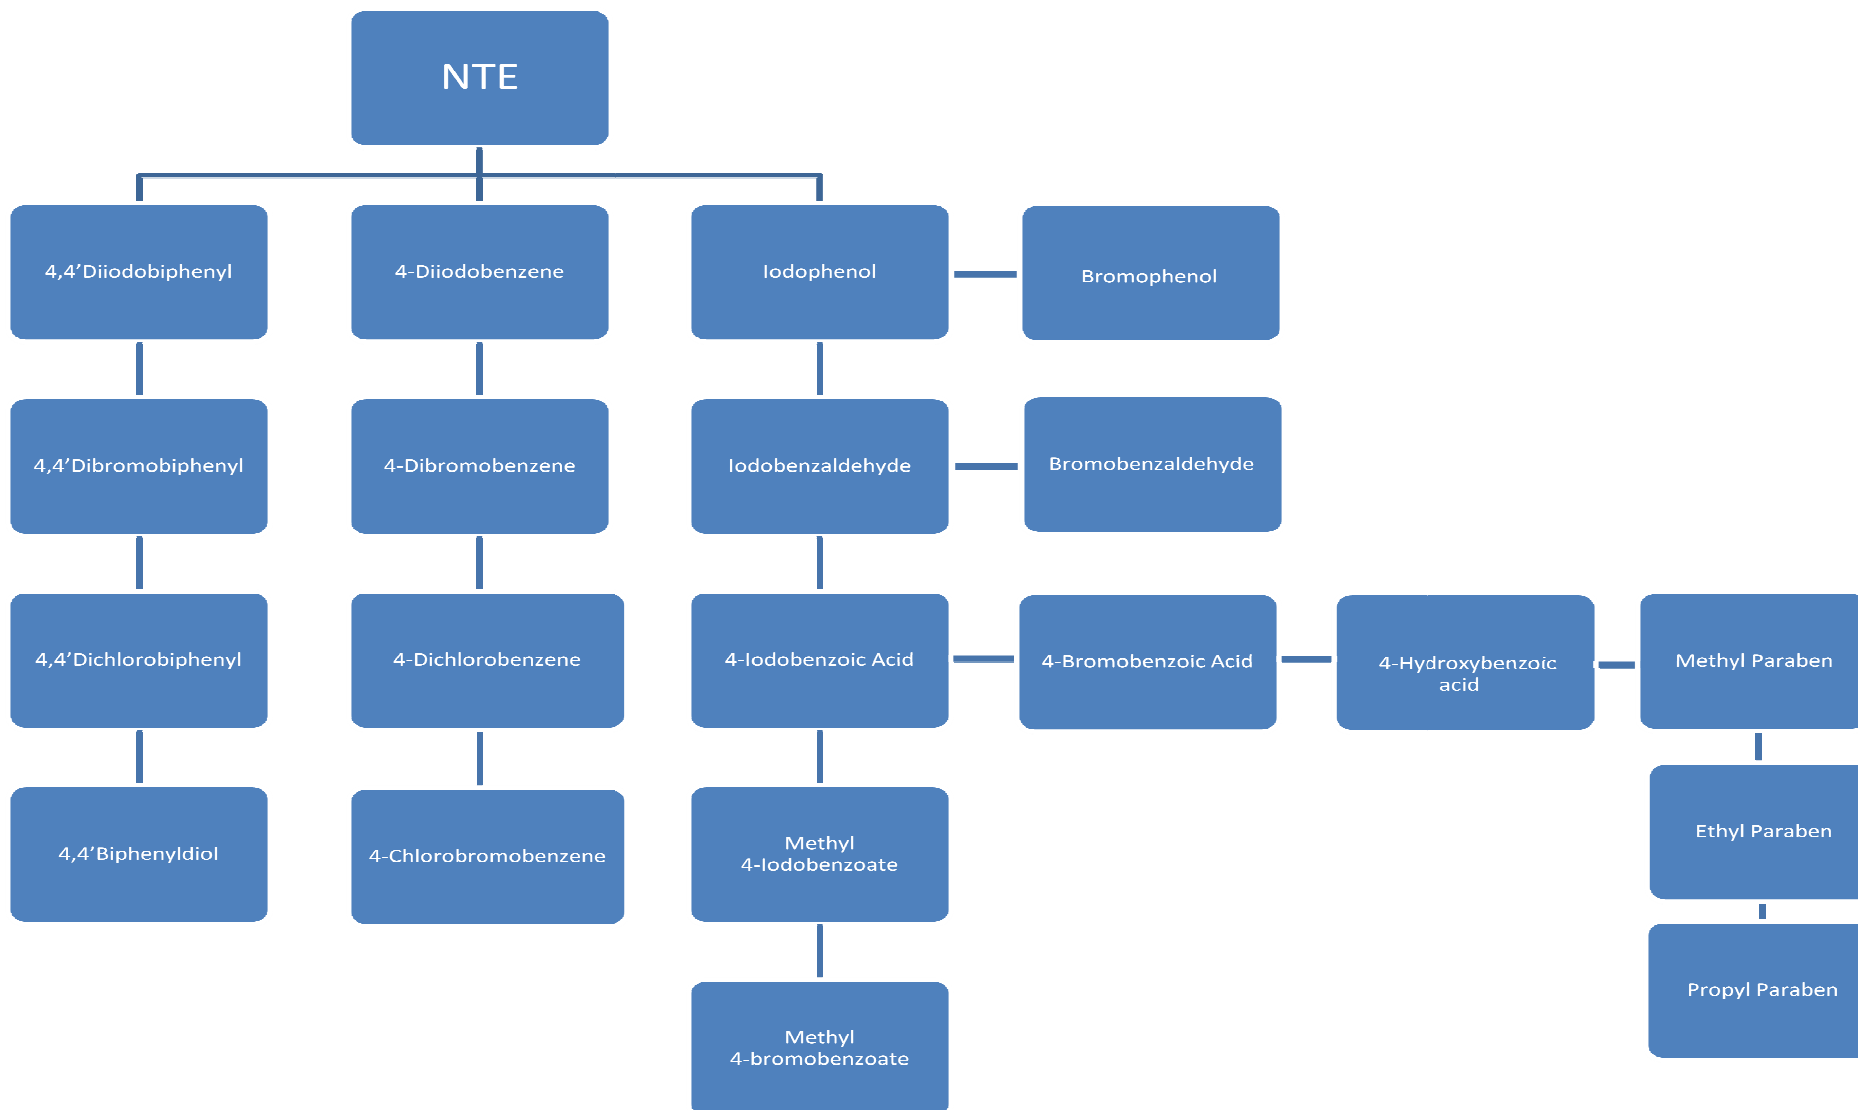 NTE
4,4’Diiodobiphenyl
4-Diiodobenzene
Iodophenol
Bromophenol
4,4’Dibromobiphenyl
4-Dibromobenzene
Iodobenzaldehyde
Bromobenzaldehyde
4,4’Dichlorobiphenyl
4-Dichlorobenzene
4-Iodobenzoic Acid
4-Bromobenzoic Acid
4-Hydroxybenzoic
acid
Methyl Paraben
4,4’Biphenyldiol
4-Chlorobromobenzene
Methyl
4-Iodobenzoate
Ethyl Paraben
Methyl
4-bromobenzoate
Propyl Paraben